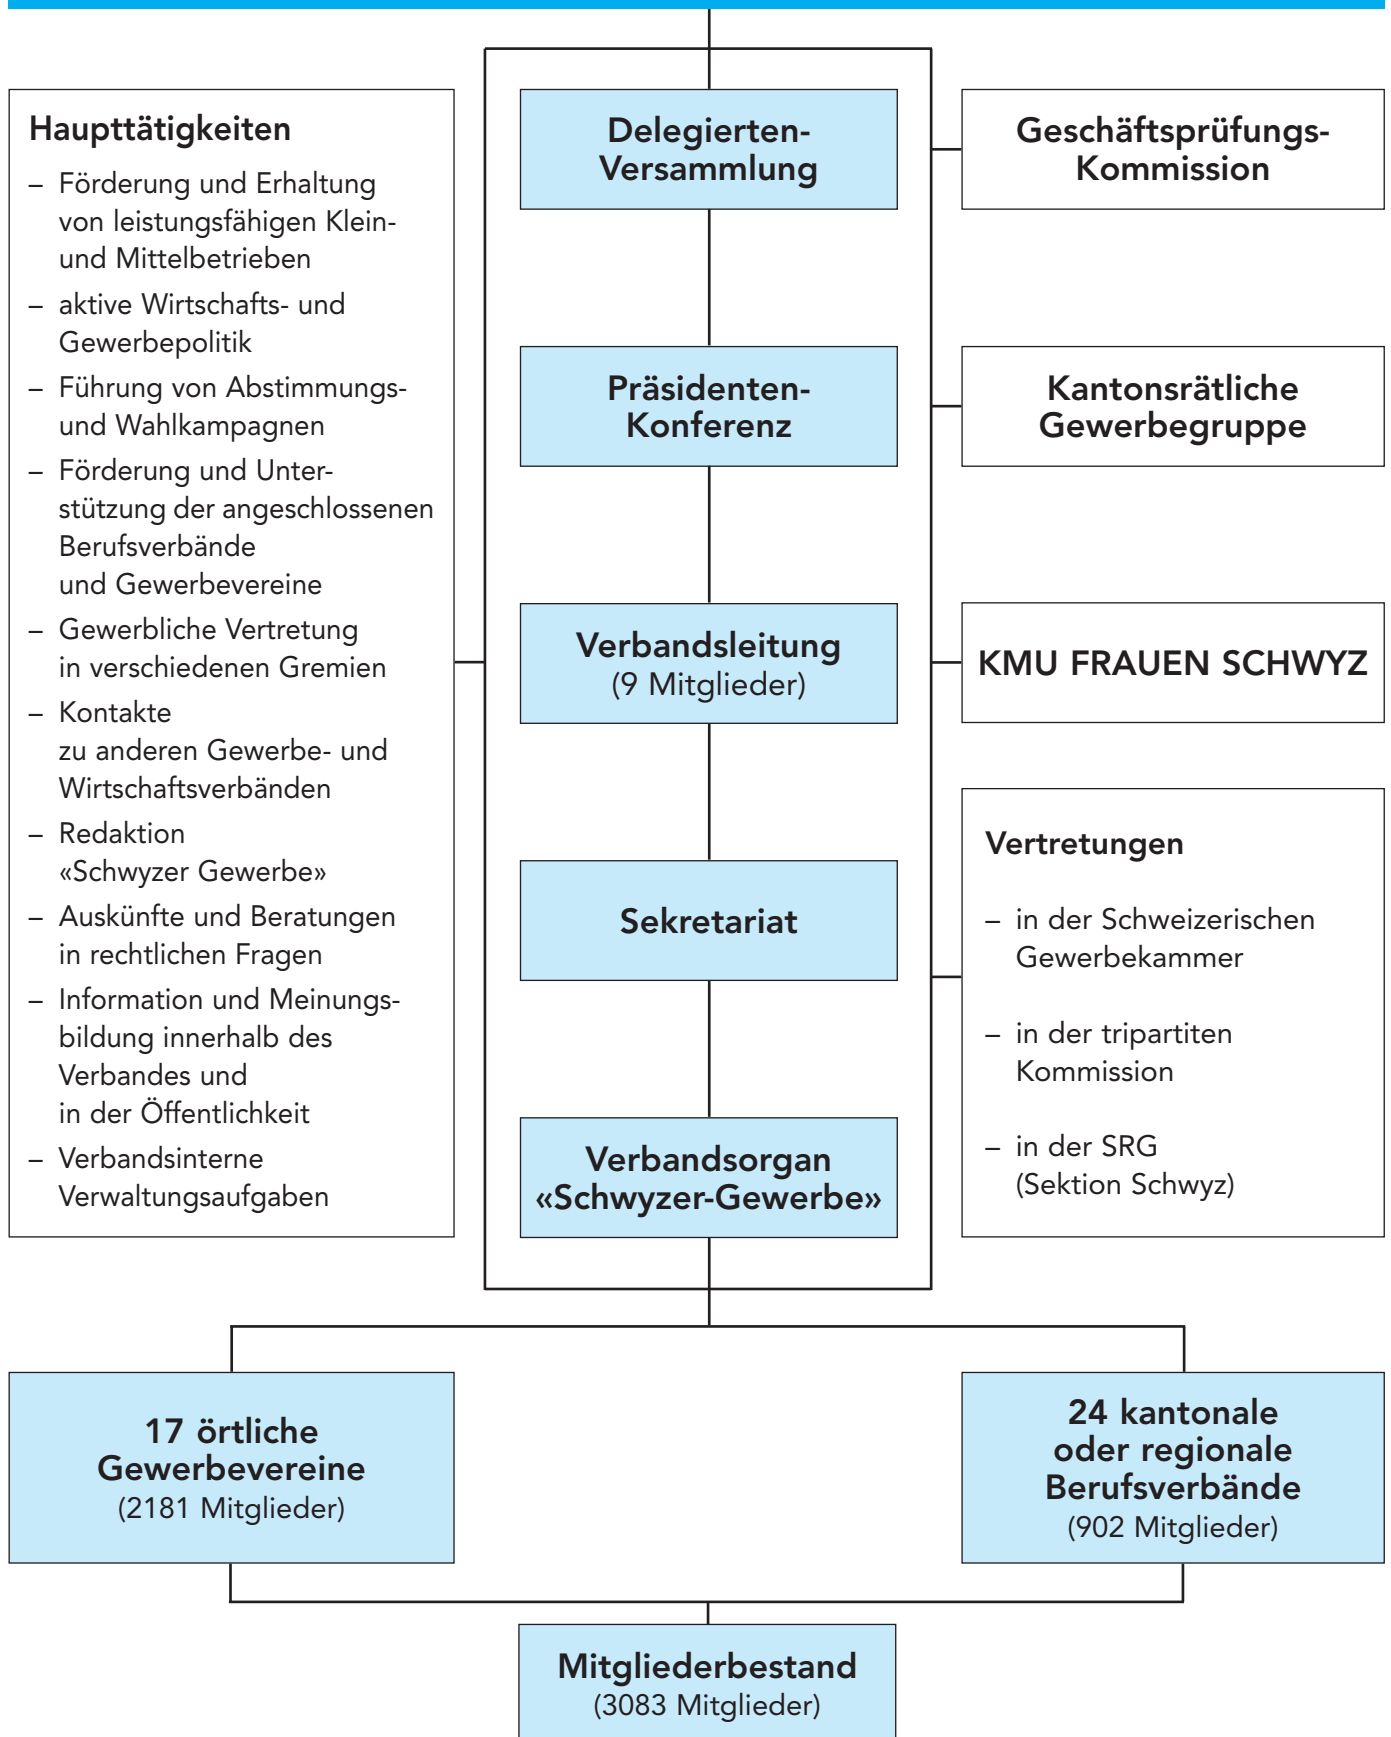 Haupttätigkeiten
– Förderung und Erhaltung
von leistungsfähigen Klein-
und Mittelbetrieben
– aktive Wirtschafts- und
Gewerbepolitik
– Führung von Abstimmungs-
und Wahlkampagnen
– Förderung und Unter-
stützung der angeschlossenen
Berufsverbände
und Gewerbevereine
– Gewerbliche Vertretung
in verschiedenen Gremien
– Kontakte
zu anderen Gewerbe- und
Wirtschaftsverbänden
– Redaktion
«Schwyzer Gewerbe»
– Auskünfte und Beratungen
in rechtlichen Fragen
– Information und Meinungs-
bildung innerhalb des
Verbandes und
in der Öffentlichkeit
– Verbandsinterne
Verwaltungsaufgaben
Delegierten-
Versammlung
Präsidenten-
Konferenz
Verbandsleitung
(9 Mitglieder)
Sekretariat
Verbandsorgan
«Schwyzer-Gewerbe»
Geschäftsprüfungs-
Kommission
Kantonsrätliche
Gewerbegruppe
KMU FRAUEN SCHWYZ
Vertretungen
– in der Schweizerischen
Gewerbekammer
– in der tripartiten
Kommission
– in der SRG
(Sektion Schwyz)
17 örtliche
Gewerbevereine
(2181 Mitglieder)
24 kantonale
oder regionale
Berufsverbände
(902 Mitglieder)
Mitgliederbestand
(3083 Mitglieder)